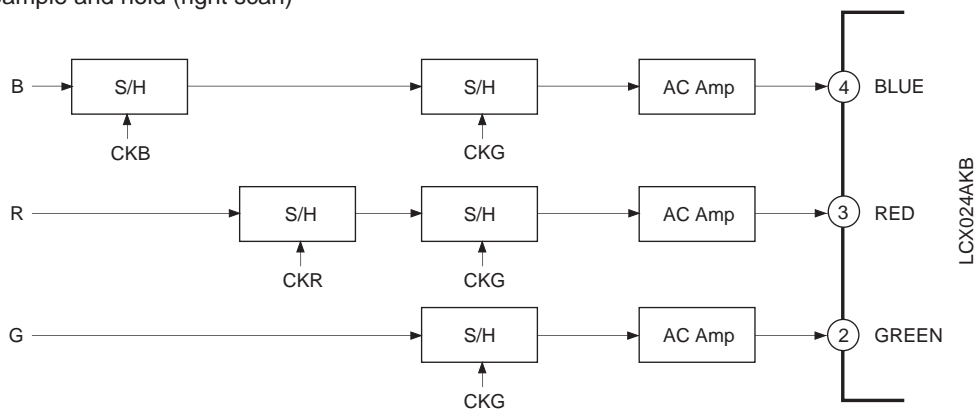 ample and hold (right scan)
B S/H S/H AC Amp 4 BLUE
CKB CKG
R S/H S/H AC Amp 3 RED
CKR CKG
G S/H AC Amp 2 GREEN
CKG
LCX024AKB